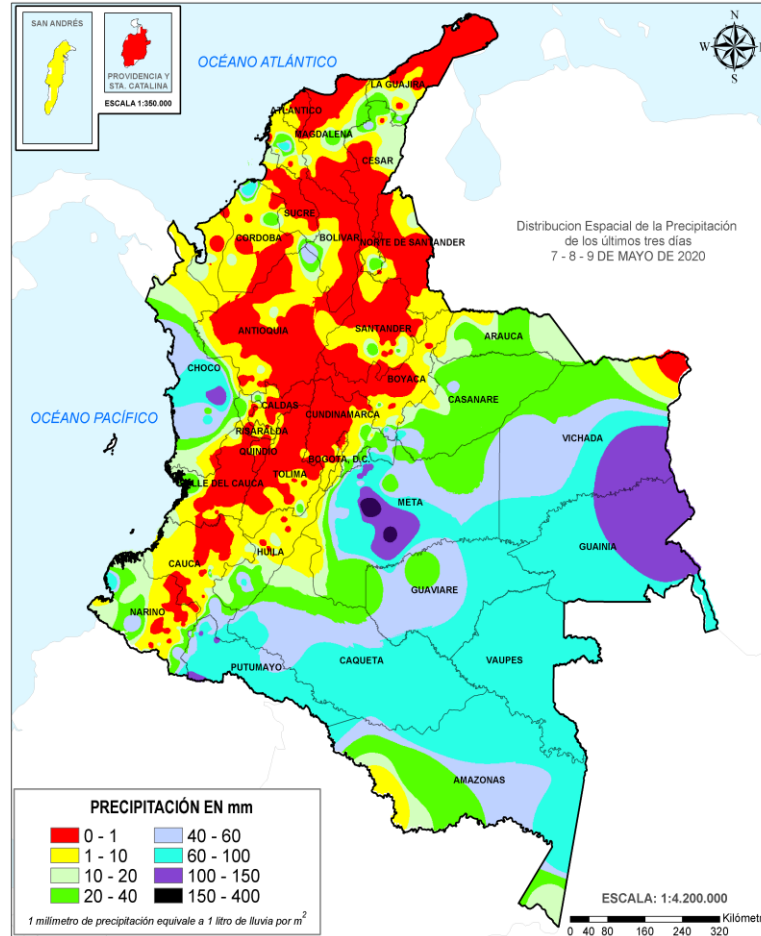 SAN ANDRÉS
PROVIDENCIA Y
STA. CATALINA
ESCALA 1:350.000
OCÉANO ATLÁNTICO
N
W
S
LA GUAJIRA
ATLANTICO
MAGDALENA
CESAR
SUCRE
CORDOBA
BOLIVAR
NORTE DE SANTANDER
Distribucion Espacial de la Precipitación
de los últimos tres días
7 - 8 - 9 DE MAYO DE 2020
ANTIOQUIA
SANTANDER
ARAUCA
CHOCO
BOYACA
CASANARE
OCÉANO PACÍFICO
CALDAS
CUNDINAMARCA
RISARALDA
VICHADA
QUINDIO
BOGOTA, D.C.
TOLIMA
VALLE DEL CAUCA
META
GUAINIA
HUILA
CAUCA
GUAVIARE
NARINO
PUTUMAYO
CAQUETA
VAUPES
AMAZONAS
PRECIPITACIÓN EN mm
0 - 1
40 - 60
1 - 10
60 - 100
10 - 20
100 - 150
20 - 40
150 - 400
1 milímetro de precipitación equivale a 1 litro de lluvia por m²
ESCALA: 1:4.200.000
Kilóme
0 40 80 160 240 320